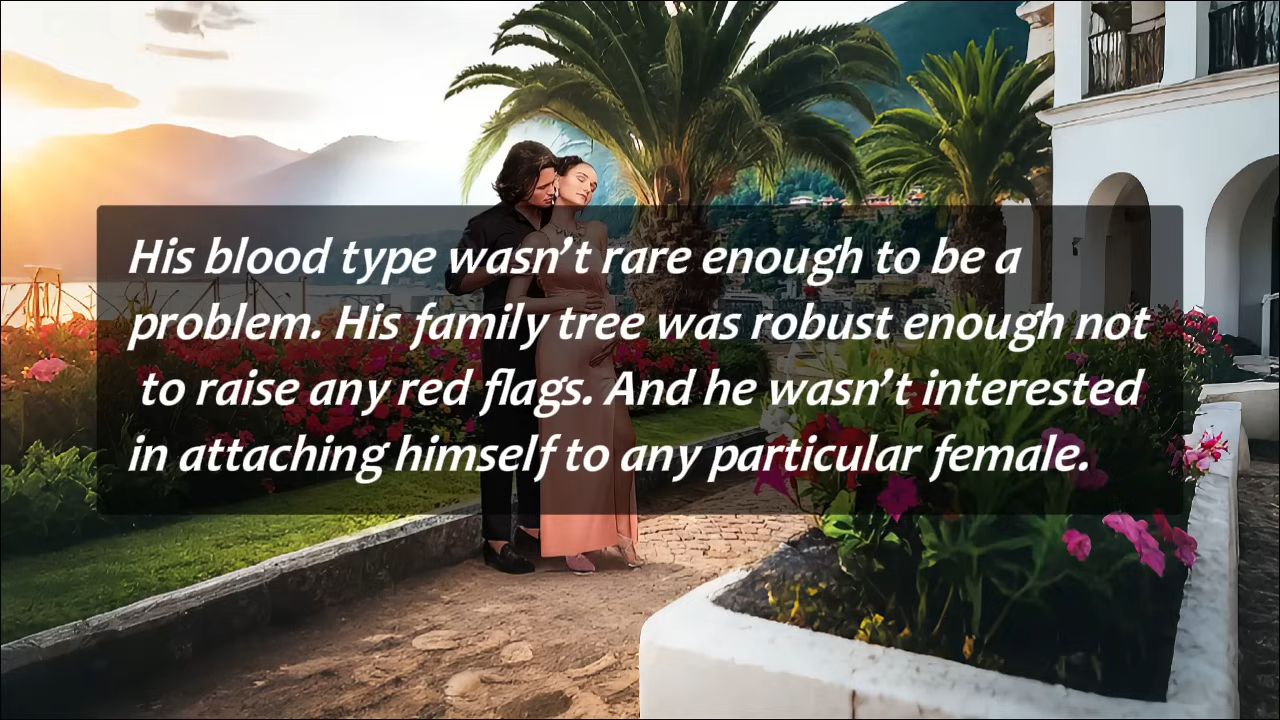 His blood type wasn’t rare enough to be a
problem. His family tree was robust enough not
to raise any red flags. And he wasn’t interested
in attaching himself to any particular female.